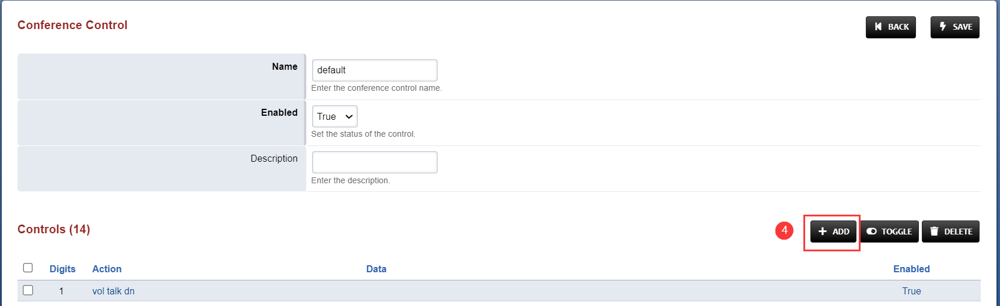 Conference Control
BACK
SAVE
Name
default
Enter the conference control name.
Enabled
True
Set the status of the control.
Description
Enter the description.
Controls (14)
4
ADD
TOGGLE
DELETE
Digits Action Data Enabled
1 vol talk dn True